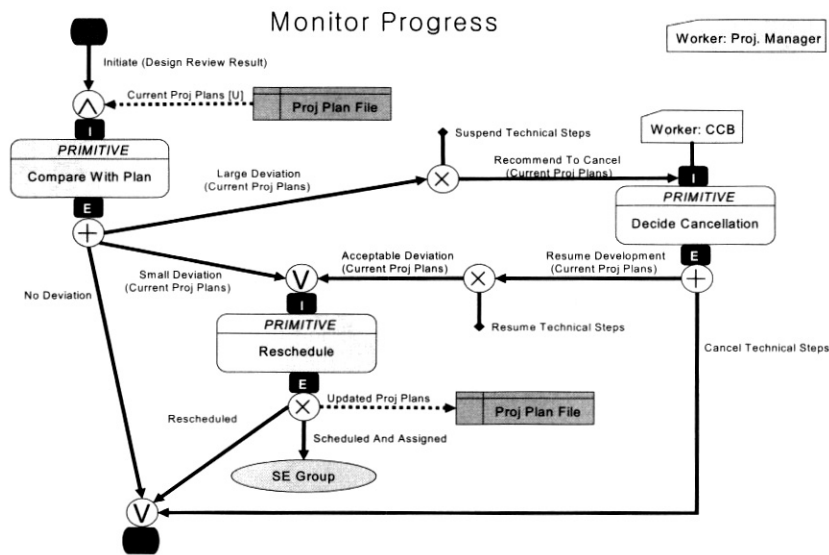 Monitor Progress
Worker: Proj. Manager
Initiate (Design Review Result)
Current Proj Plans [U]
Proj Plan File
I
PRIMITIVE
Compare With Plan
E
Suspend Technical Steps
Worker: CCB
Large Deviation
(Current Proj Plans)
Recommend To Cancel
(Current Proj Plans)
I
PRIMITIVE
Decide Cancellation
E
No Deviation
Small Deviation
(Current Proj Plans)
Acceptable Deviation
(Current Proj Plans)
Resume Development
(Current Proj Plans)
V
I
PRIMITIVE
Reschedule
E
Resume Technical Steps
Cancel Technical Steps
Rescheduled
Updated Proj Plans
Proj Plan File
Scheduled And Assigned
SE Group
V